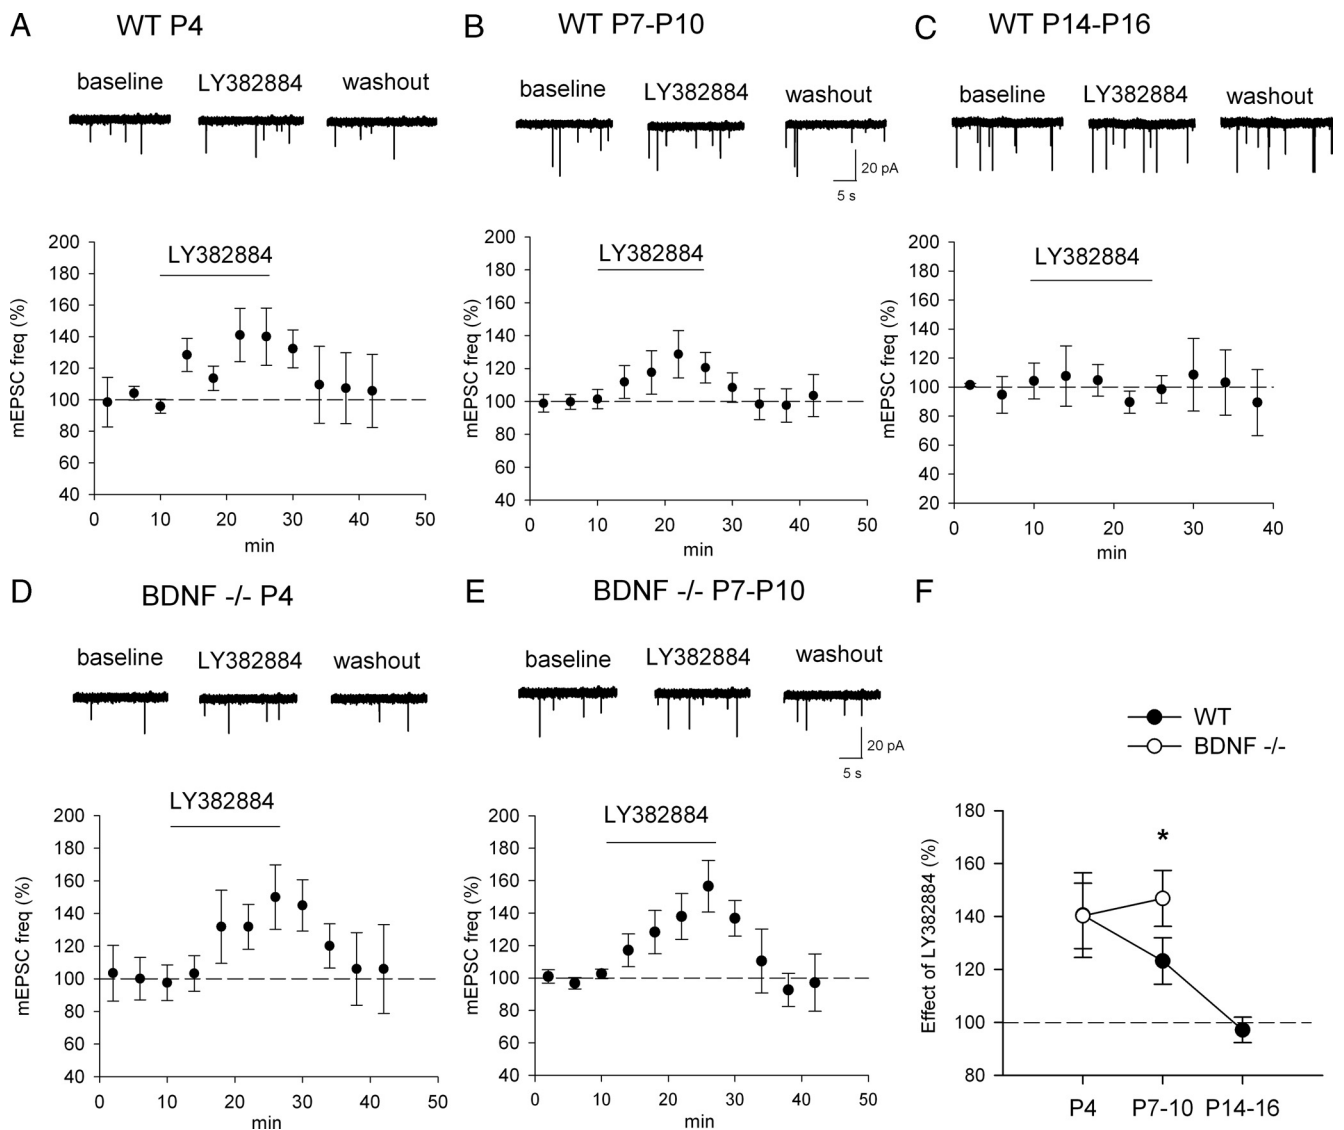 A
WT P4
baseline
LY382884
washout
mEPSC freq (%)
200
180
160
140
120
100
80
60
40
LY382884
0
10
20
30
40
50
min
B
WT P7-P10
baseline
LY382884
washout
20 pA
5 s
mEPSC freq (%)
200
180
160
140
120
100
80
60
40
LY382884
0
10
20
30
40
50
min
C
WT P14-P16
baseline
LY382884
washout
mEPSC freq (%)
200
180
160
140
120
100
80
60
40
20
LY382884
0
10
20
30
40
min
D
BDNF -/- P4
baseline
LY382884
washout
mEPSC freq (%)
200
180
160
140
120
100
80
60
40
LY382884
0
10
20
30
40
50
min
E
BDNF -/- P7-P10
baseline
LY382884
washout
20 pA
5 s
mEPSC freq (%)
200
180
160
140
120
100
80
60
40
LY382884
0
10
20
30
40
50
min
F
WT
BDNF -/-
Effect of LY382884 (%)
180
160
140
120
100
80
*
P4
P7-10
P14-16